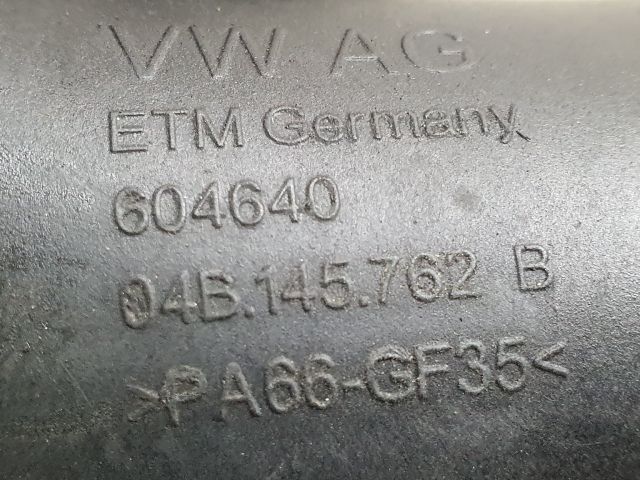 VW AG
ETM Germany
604640
04B.145.762 B
>PA66-GF35<